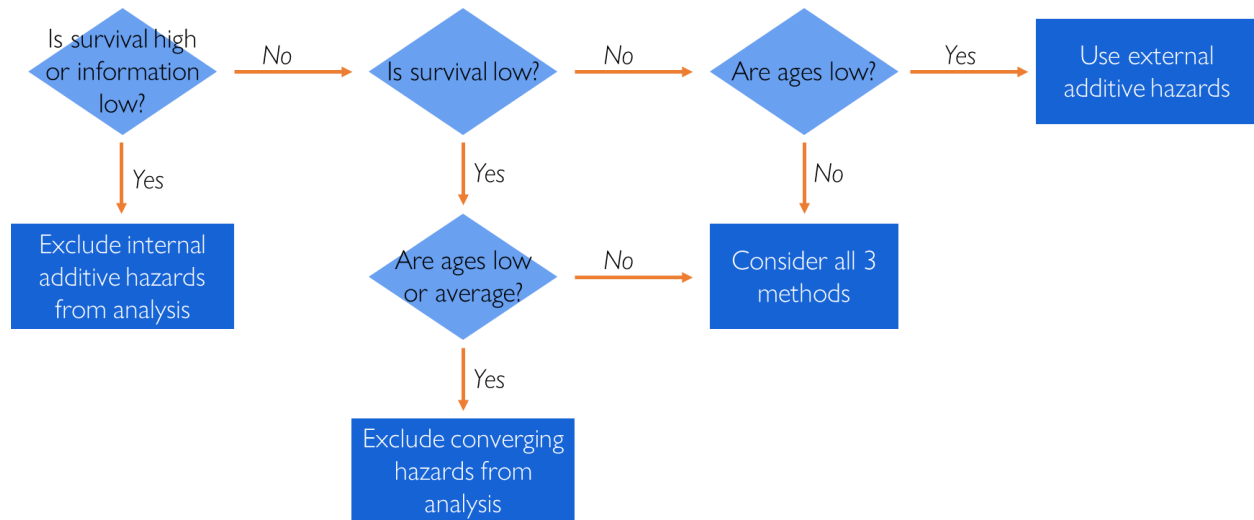 Is survival high
or information
low?
No
Is survival low?
No
Are ages low?
Yes
Use external
additive hazards
Yes
Yes
No
Exclude internal
additive hazards
from analysis
Are ages low
or average?
No
Consider all 3
methods
Yes
Exclude converging
hazards from
analysis